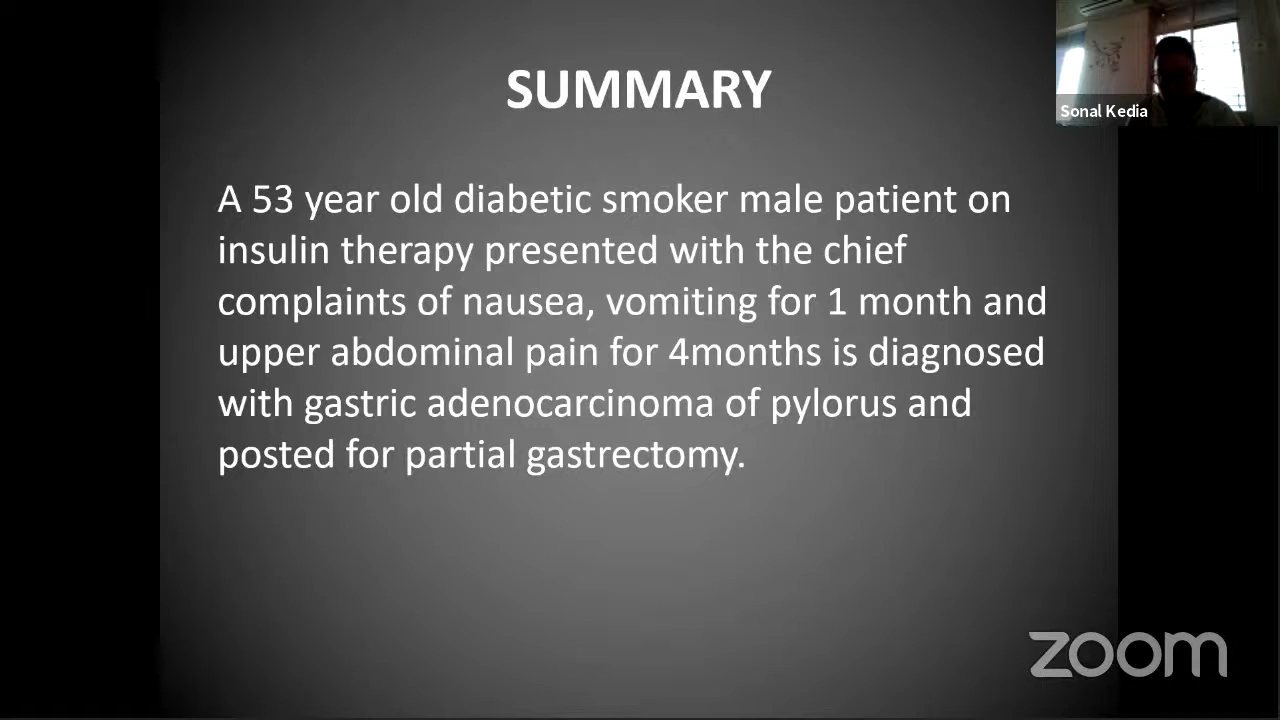 SUMMARY
Sonal Kedia
A 53 year old diabetic smoker male patient on
insulin therapy presented with the chief
complaints of nausea, vomiting for 1 month and
upper abdominal pain for 4months is diagnosed
with gastric adenocarcinoma of pylorus and
posted for partial gastrectomy.
zoom